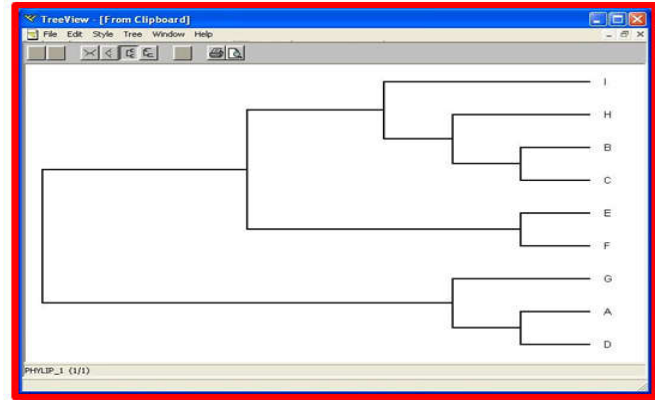 TreeView - [From Clipboard]
File Edit Style Tree Window Help
I
H
B
C
E
F
G
A
D
PHYLIP_1 (1/1)